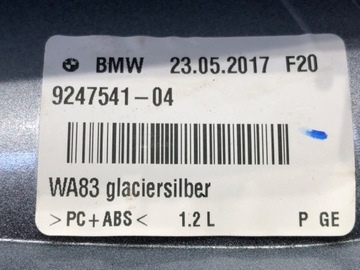 BMW 23.05.2017 F20
9247541-04
WA83 glaciersilber
>PC+ABS< 1.2 L P GE